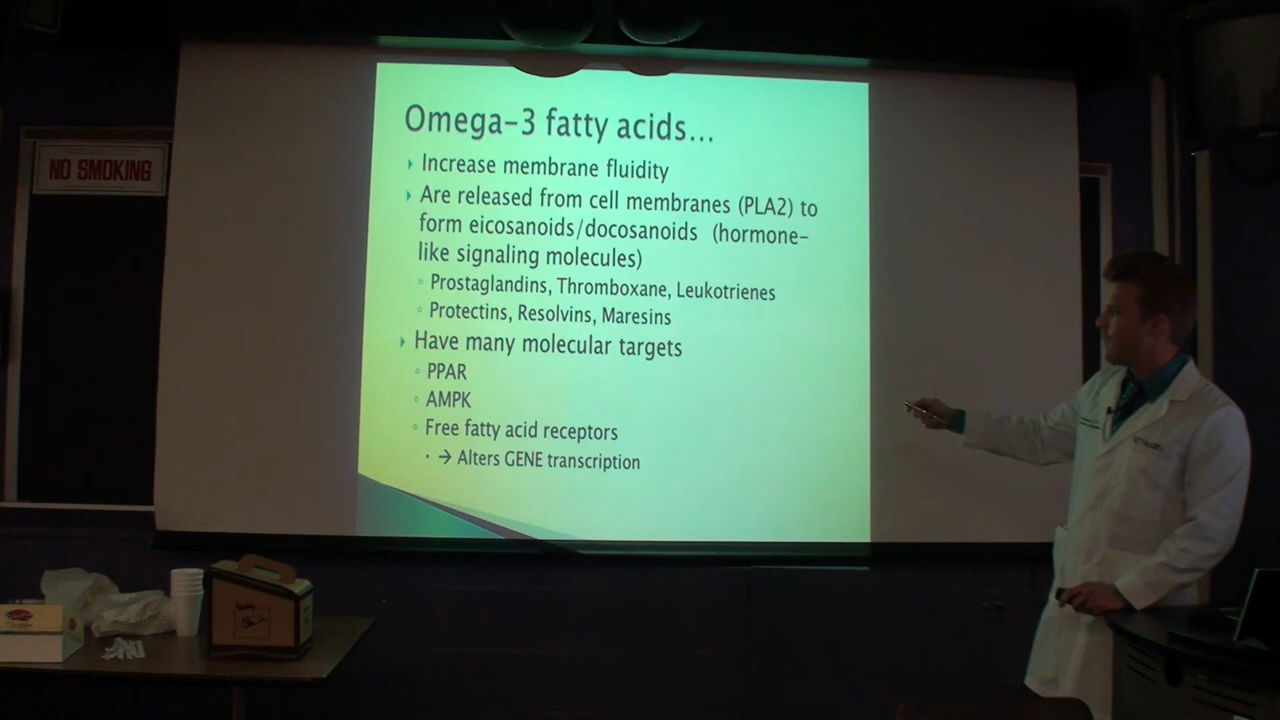 NO SMOKING
Omega-3 fatty acids...
Increase membrane fluidity
Are released from cell membranes (PLA2) to
form eicosanoids/docosanoids (hormone-
like signaling molecules)
Prostaglandins, Thromboxane, Leukotrienes
Protectins, Resolvins, Maresins
Have many molecular targets
PPAR
AMPK
Free fatty acid receptors
→ Alters GENE transcription